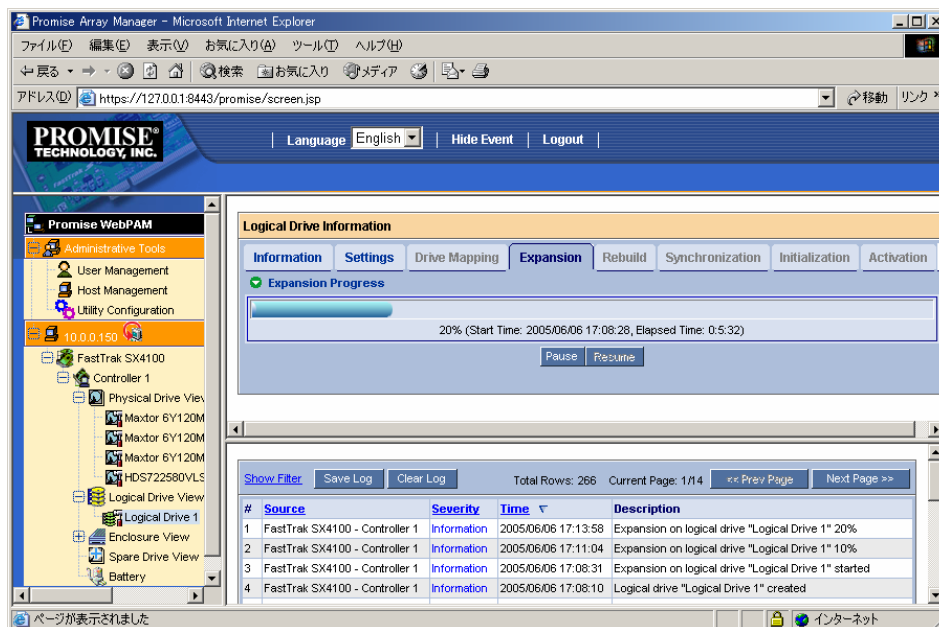 Promise Array Manager - Microsoft Internet Explorer
ファイル(F) 編集(E) 表示(V) お気に入り(A) ツール(T) ヘルプ(H)
戻る 検索 お気に入り メディア
アドレス(D) https://127.0.0.1:8443/promise/screen.jsp 移動 リンク »
PROMISE®
TECHNOLOGY, INC.
| Language English | Hide Event | Logout |
Promise WebPAM
Administrative Tools
User Management
Host Management
Utility Configuration
10.0.0.150
FastTrak SX4100
Controller 1
Physical Drive View
Maxtor 6Y120M
Maxtor 6Y120M
Maxtor 6Y120M
HDS722580VLS
Logical Drive View
Logical Drive 1
Enclosure View
Spare Drive View
Battery
Logical Drive Information
Information Settings Drive Mapping Expansion Rebuild Synchronization Initialization Activation
Expansion Progress
20% (Start Time: 2005/06/06 17:08:28, Elapsed Time: 0:5:32)
Pause Resume
Show Filter Save Log Clear Log Total Rows: 266 Current Page: 1/14 << Prev Page Next Page >>
# Source Severity Time Description
1 FastTrak SX4100 - Controller 1 Information 2005/06/06 17:13:58 Expansion on logical drive "Logical Drive 1" 20%
2 FastTrak SX4100 - Controller 1 Information 2005/06/06 17:11:04 Expansion on logical drive "Logical Drive 1" 10%
3 FastTrak SX4100 - Controller 1 Information 2005/06/06 17:08:31 Expansion on logical drive "Logical Drive 1" started
4 FastTrak SX4100 - Controller 1 Information 2005/06/06 17:08:10 Logical drive "Logical Drive 1" created
ページが表示されました インターネット